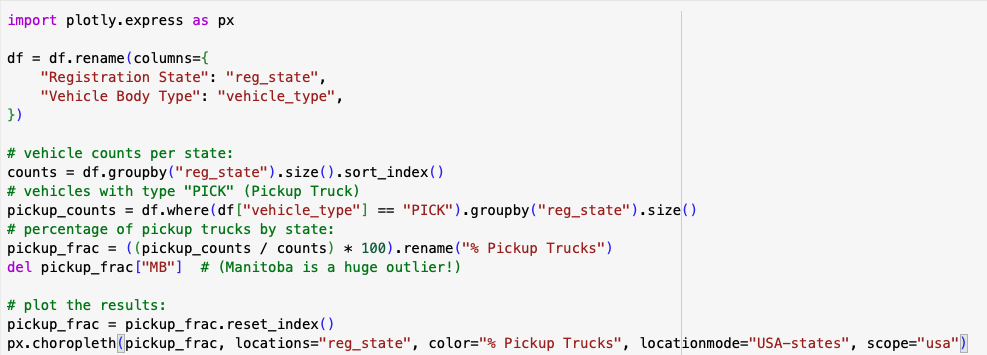 import plotly.express as px
df = df.rename(columns={
    "Registration State": "reg_state",
    "Vehicle Body Type": "vehicle_type",
})
# vehicle counts per state:
counts = df.groupby("reg_state").size().sort_index()
# vehicles with type "PICK" (Pickup Truck)
pickup_counts = df.where(df["vehicle_type"] == "PICK").groupby("reg_state").size()
# percentage of pickup trucks by state:
pickup_frac = ((pickup_counts / counts) * 100).rename("% Pickup Trucks")
del pickup_frac["MB"]  # (Manitoba is a huge outlier!)
# plot the results:
pickup_frac = pickup_frac.reset_index()
px.choropleth(pickup_frac, locations="reg_state", color="% Pickup Trucks", locationmode="USA-states", scope="usa")